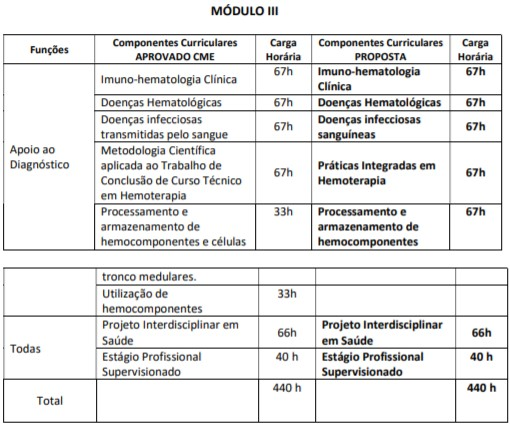 MÓDULO III
Funções
Componentes Curriculares
APROVADO CME
Carga
Horária
Componentes Curriculares
PROPOSTA
Carga
Horária
Apoio ao
Diagnóstico
Imuno-hematologia Clínica
67h
Imuno-hematologia
Clínica
67h
Doenças Hematológicas
67h
Doenças Hematológicas
67h
Doenças infecciosas
transmitidas pelo sangue
67h
Doenças infecciosas
sanguíneas
67h
Metodologia Científica
aplicada ao Trabalho de
Conclusão de Curso Técnico
em Hemoterapia
67h
Práticas Integradas em
Hemoterapia
67h
Processamento e
armazenamento de
hemocomponentes e células
33h
Processamento e
armazenamento de
hemocomponentes
67h
tronco medulares.
Utilização de
hemocomponentes
33h
Todas
Projeto Interdisciplinar em
Saúde
66h
Projeto Interdisciplinar
em Saúde
66h
Estágio Profissional
Supervisionado
40 h
Estágio Profissional
Supervisionado
40 h
Total
440 h
440 h